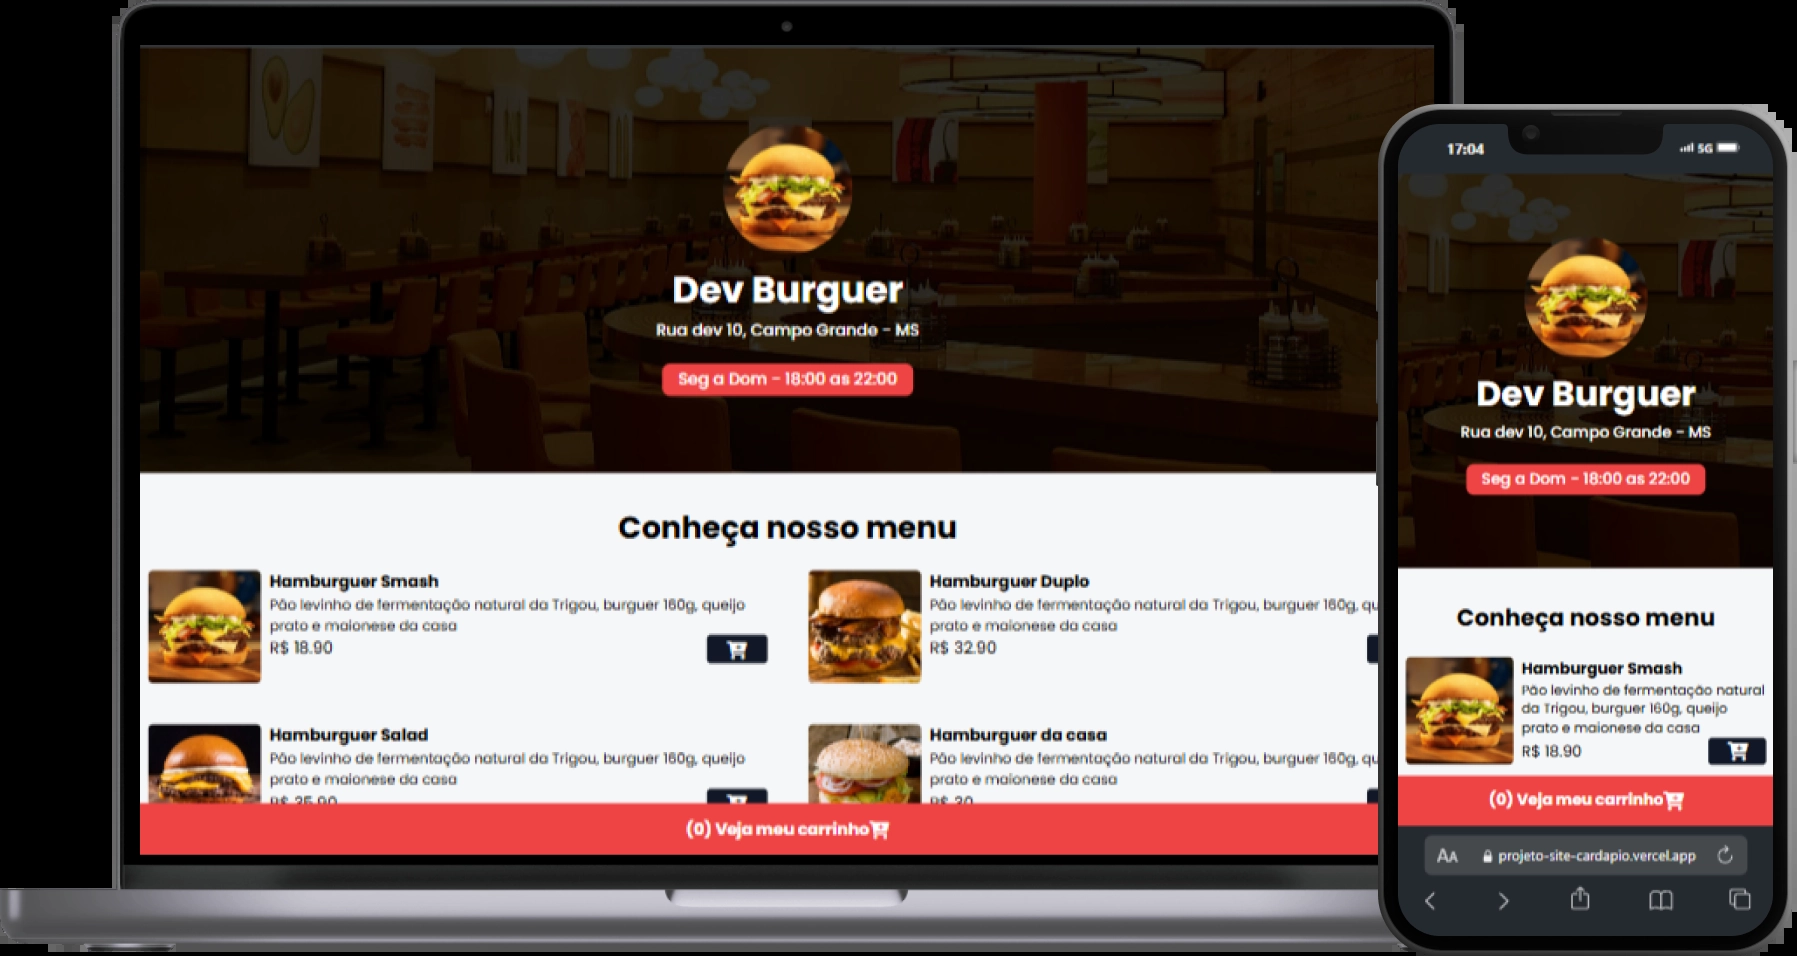 Dev Burguer
Rua dev 10, Campo Grande - MS
Seg a Dom - 18:00 as 22:00
Conheça nosso menu
Hamburguer Smash
Pão levinho de fermentação natural da Trigou, burguer 160g, queijo
prato e maionese da casa
R$ 18.90
Hamburguer Duplo
Pão levinho de fermentação natural da Trigou, burguer 160g, qu
prato e maionese da casa
R$ 32.90
Hamburguer Salad
Pão levinho de fermentação natural da Trigou, burguer 160g, queijo
prato e maionese da casa
R$ 35.90
Hamburguer da casa
Pão levinho de fermentação natural da Trigou, burguer 160g, qu
prato e maionese da casa
R$ 30
(0) Veja meu carrinho
17:04
5G
Dev Burguer
Rua dev 10, Campo Grande - MS
Seg a Dom - 18:00 as 22:00
Conheça nosso menu
Hamburguer Smash
Pão levinho de fermentação natural
da Trigou, burguer 160g, queijo
prato e maionese da casa
R$ 18.90
(0) Veja meu carrinho
AA projeto-site-cardapio.vercel.app